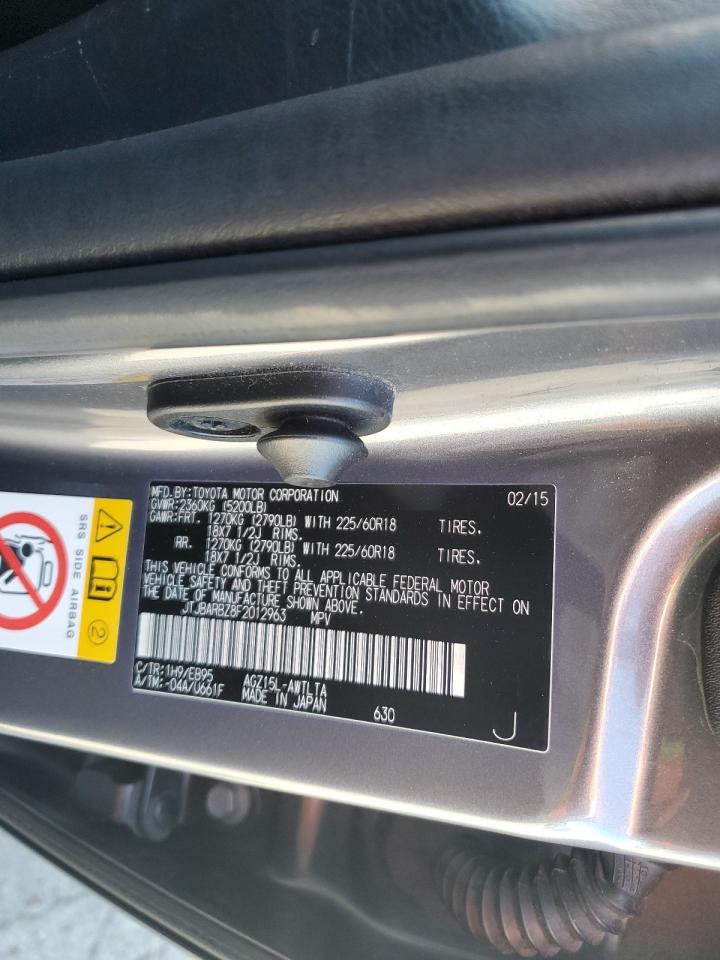 MFD.BY:TOYOTA MOTOR CORPORATION 02/15
GVWR:2360KG (5200LB)
GAWR:FRT. 1270KG (2790LB) WITH 225/60R18 TIRES.
18X7 1/2J RIMS.
RR. 1270KG (2790LB) WITH 225/60R18 TIRES.
18X7 1/2J RIMS.
THIS VEHICLE CONFORMS TO ALL APPLICABLE FEDERAL MOTOR
VEHICLE SAFETY AND THEFT PREVENTION STANDARDS IN EFFECT ON
THE DATE OF MANUFACTURE SHOWN ABOVE.
JTJBARBZ8F2012963 MPV
C/TR:1H9/EB95 AGZ15L-AWTLTA
A/TM:-04A/U661F MADE IN JAPAN 630
J
SRS SIDE AIRBAG
2